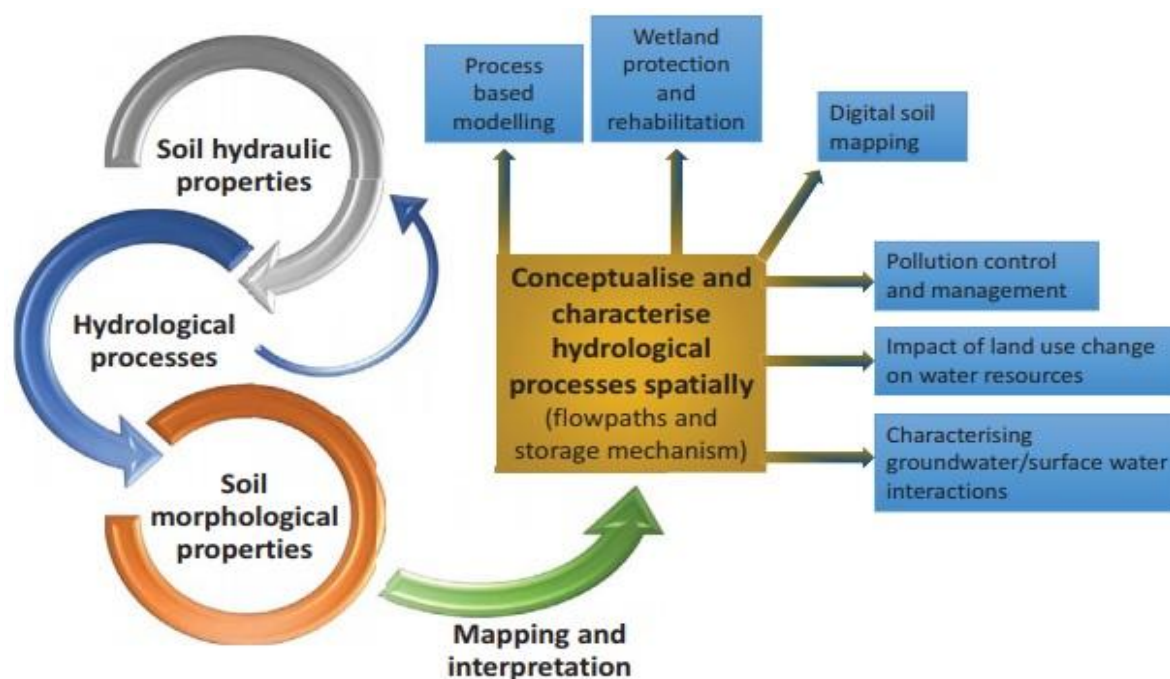 Soil hydraulic
properties
Hydrological
processes
Soil
morphological
properties
Mapping and
interpretation
Conceptualise and
characterise
hydrological
processes spatially
(flowpaths and
storage mechanism)
Process
based
modelling
Wetland
protection
and
rehabilitation
Digital soil
mapping
Pollution control
and management
Impact of land use change
on water resources
Characterising
groundwater/surface water
interactions